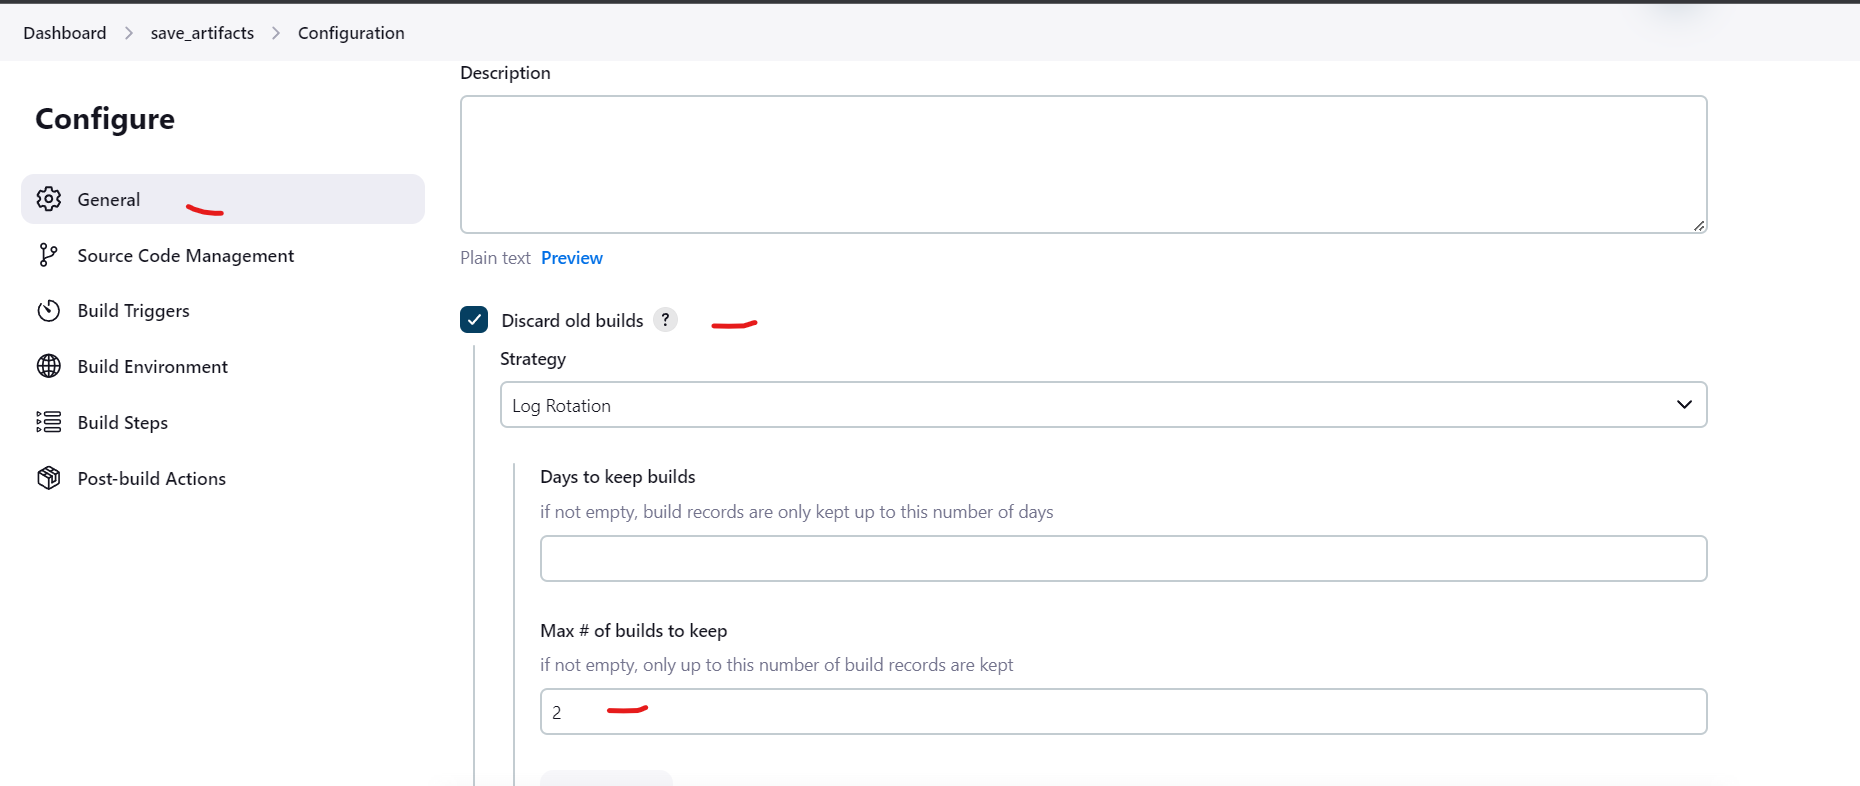 Dashboard > save_artifacts > Configuration
Configure
General
Source Code Management
Build Triggers
Build Environment
Build Steps
Post-build Actions
Description
Plain text Preview
Discard old builds ?
Strategy
Log Rotation
Days to keep builds
if not empty, build records are only kept up to this number of days
Max # of builds to keep
if not empty, only up to this number of build records are kept
2